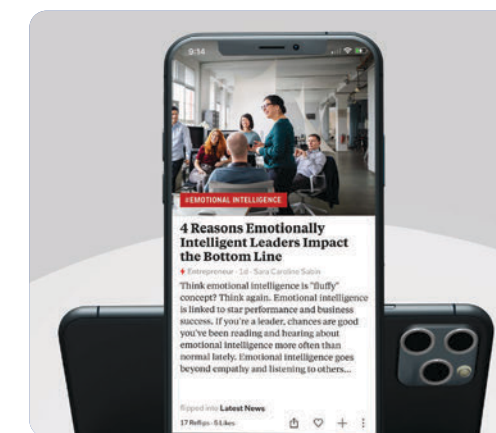 9:14
#EMOTIONAL INTELLIGENCE
4 Reasons Emotionally
Intelligent Leaders Impact
the Bottom Line
Entrepreneur · 1d · Sara Caroline Sabin
Think emotional intelligence is "fluffy"
concept? Think again. Emotional intelligence
is linked to star performance and business
success. If you're a leader, chances are good
you've been reading and hearing about
emotional intelligence more often than
normal lately. Emotional intelligence goes
beyond empathy and listening to others...
flipped into Latest News
17 Reflips · 5 Likes